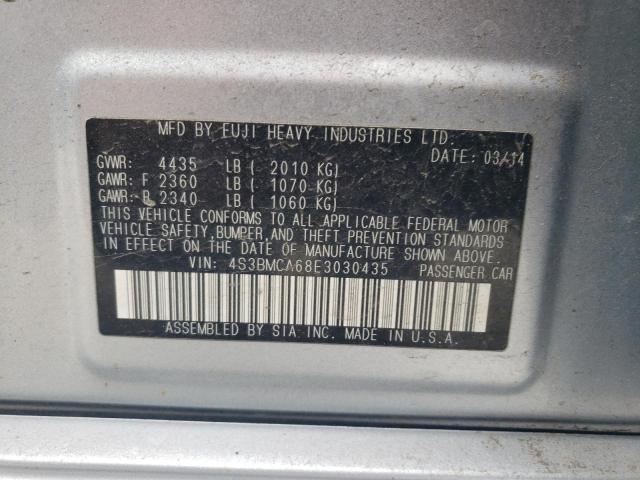 MFD BY FUJI HEAVY INDUSTRIES LTD.
DATE: 03/14
GVWR: 4435 LB ( 2010 KG)
GAWR: F 2360 LB ( 1070 KG)
GAWR: R 2340 LB ( 1060 KG)
THIS VEHICLE CONFORMS TO ALL APPLICABLE FEDERAL MOTOR
VEHICLE SAFETY, BUMPER, AND THEFT PREVENTION STANDARDS
IN EFFECT ON THE DATE OF MANUFACTURE SHOWN ABOVE.
VIN: 4S3BMCA68E3030435 PASSENGER CAR
ASSEMBLED BY SIA INC. MADE IN U.S.A.